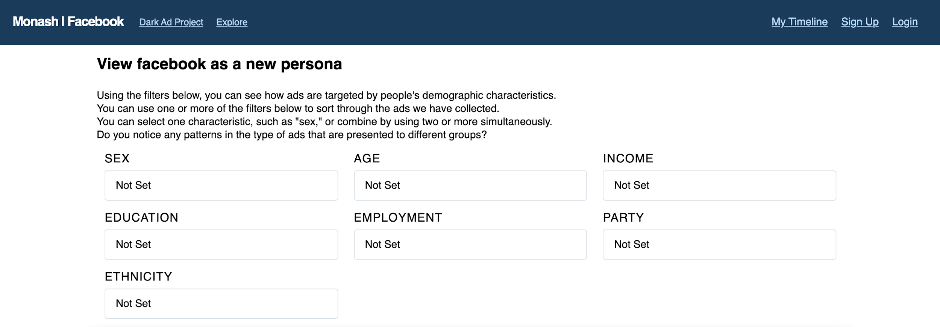 Monash | Facebook Dark Ad Project Explore My Timeline Sign Up Login
View facebook as a new persona
Using the filters below, you can see how ads are targeted by people's demographic characteristics.
You can use one or more of the filters below to sort through the ads we have collected.
You can select one characteristic, such as "sex," or combine by using two or more simultaneously.
Do you notice any patterns in the type of ads that are presented to different groups?
SEX AGE INCOME
Not Set Not Set Not Set
EDUCATION EMPLOYMENT PARTY
Not Set Not Set Not Set
ETHNICITY
Not Set